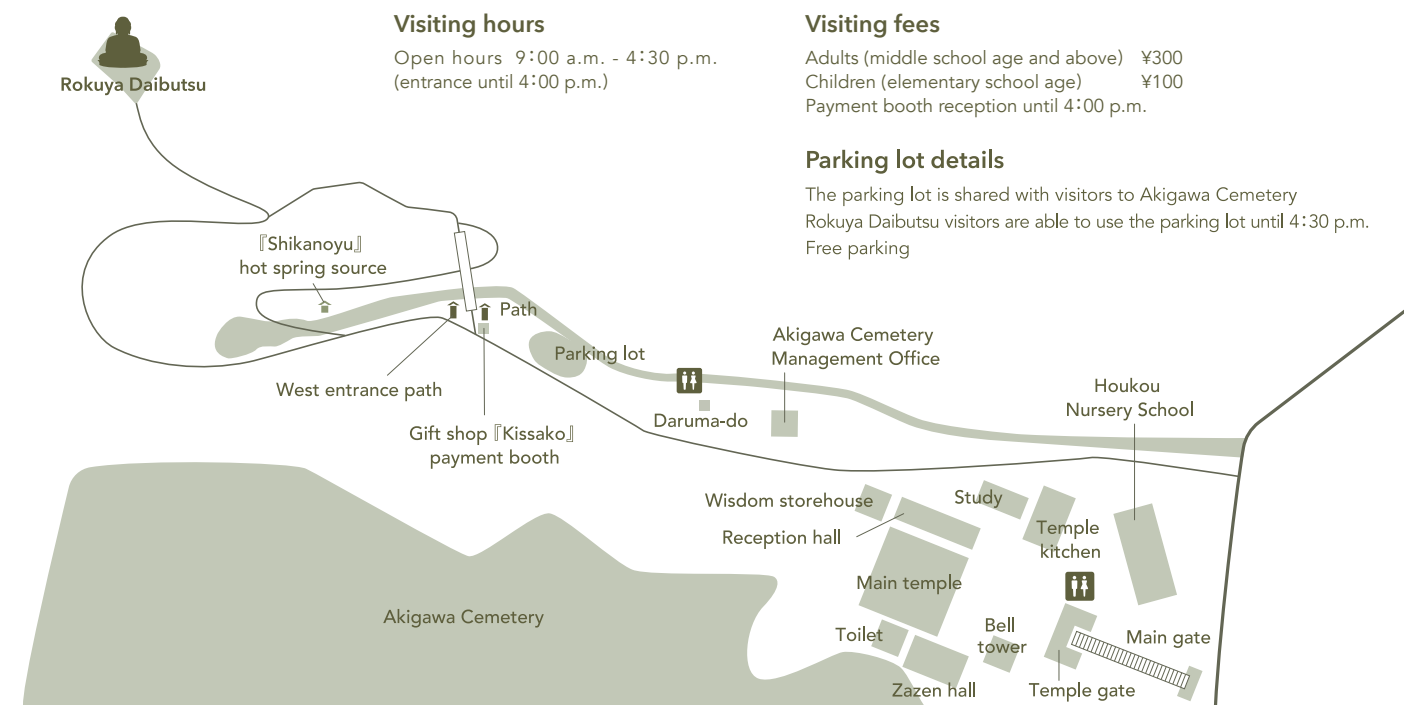 Visiting hours
Open hours 9:00 a.m. - 4:30 p.m.
(entrance until 4:00 p.m.)
Visiting fees
Adults (middle school age and above) ¥300
Children (elementary school age) ¥100
Payment booth reception until 4:00 p.m.
Parking lot details
The parking lot is shared with visitors to Akigawa Cemetery
Rokuya Daibutsu visitors are able to use the parking lot until 4:30 p.m.
Free parking
Rokuya Daibutsu
『Shikanoyu』
hot spring source
Path
Parking lot
West entrance path
Gift shop 『Kissako』
payment booth
Daruma-do
Akigawa Cemetery
Management Office
Houkou
Nursery School
Wisdom storehouse
Reception hall
Study
Temple
kitchen
Main temple
Toilet
Bell
tower
Main gate
Zazen hall
Temple gate
Akigawa Cemetery